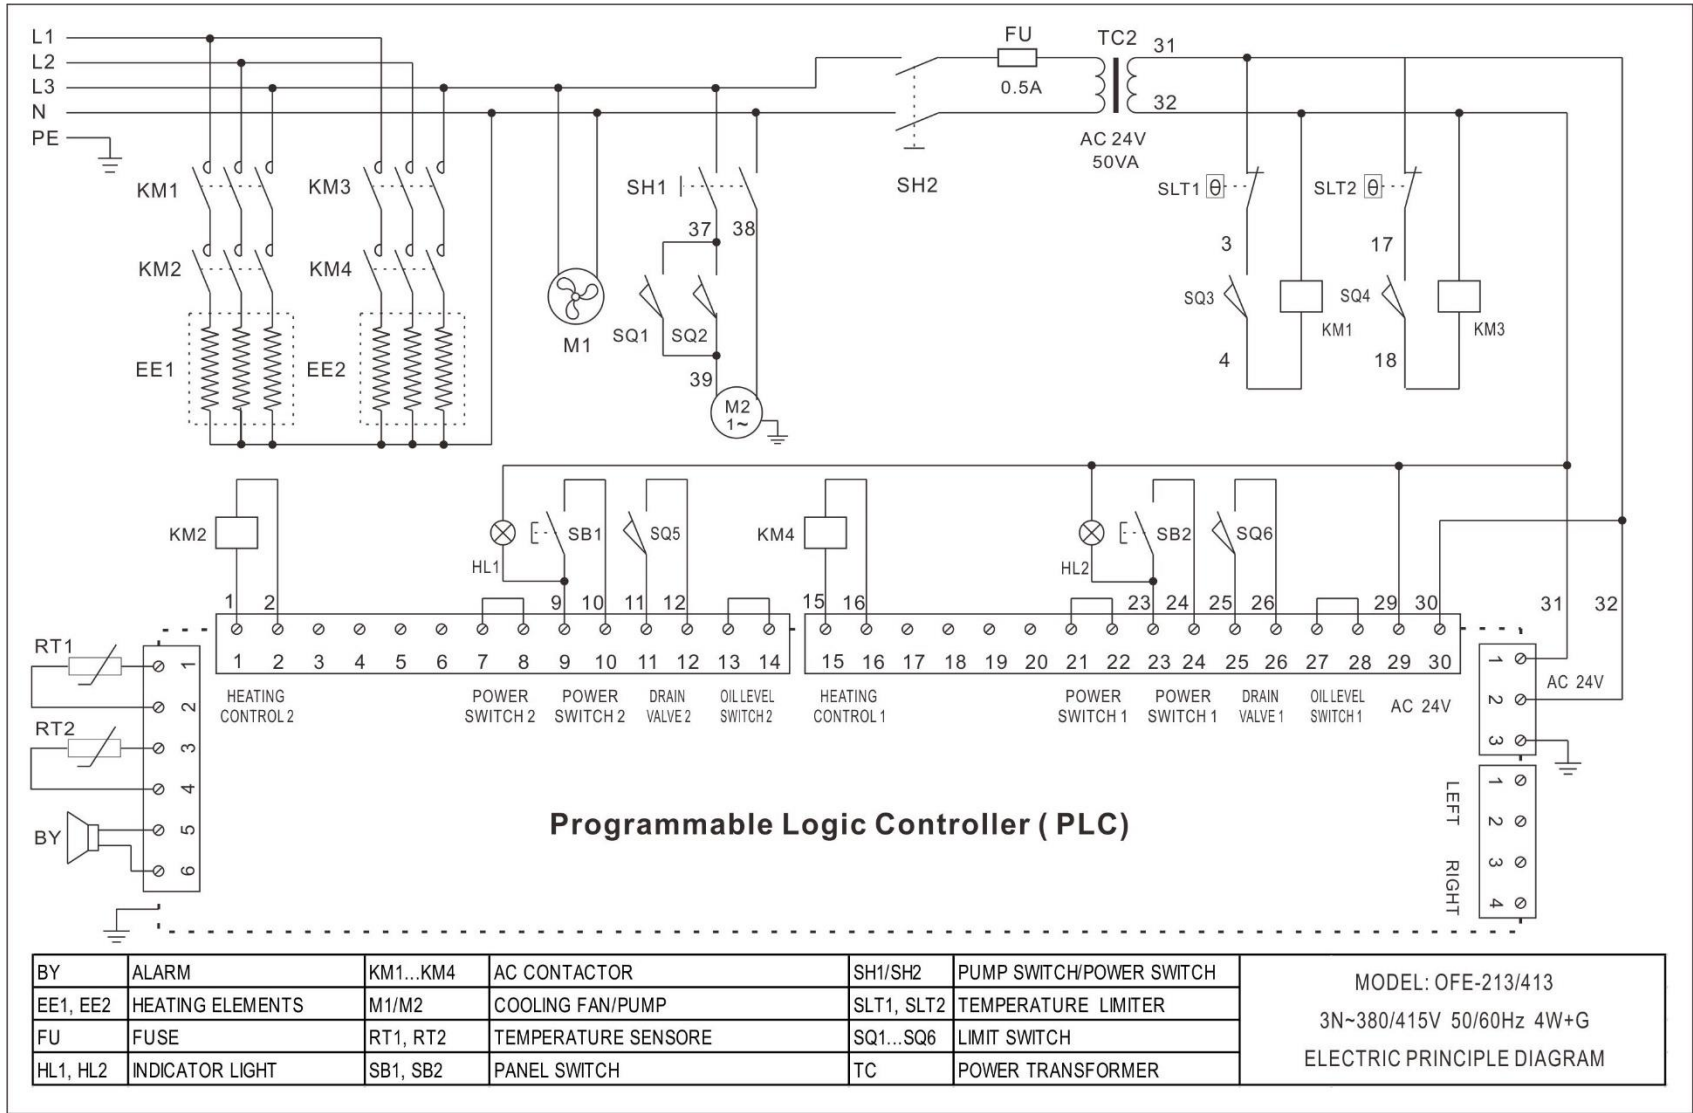 L1
L2
L3
N
PE
FU
0.5A
TC2
31
32
AC 24V
50VA
KM1
KM3
SH1
SH2
SLT1 θ
SLT2 θ
37
38
3
17
KM2
KM4
M1
SQ1
SQ2
SQ3
KM1
SQ4
KM3
EE1
EE2
39
M2
1~
4
18
KM2
HL1
SB1
SQ5
KM4
HL2
SB2
SQ6
1 2 9 10 11 12 15 16 23 24 25 26 29 30 31 32
1 2 3 4 5 6 7 8 9 10 11 12 13 14 15 16 17 18 19 20 21 22 23 24 25 26 27 28 29 30
HEATING CONTROL 2
POWER SWITCH 2
POWER SWITCH 2
DRAIN VALVE 2
OIL LEVEL SWITCH 2
HEATING CONTROL 1
POWER SWITCH 1
POWER SWITCH 1
DRAIN VALVE 1
OIL LEVEL SWITCH 1
AC 24V
RT1
RT2
BY
1
2
3
4
5
6
1
2
3
AC 24V
LEFT
RIGHT
1
2
3
4
Programmable Logic Controller ( PLC)
BY ALARM KM1...KM4 AC CONTACTOR SH1/SH2 PUMP SWITCH/POWER SWITCH
EE1, EE2 HEATING ELEMENTS M1/M2 COOLING FAN/PUMP SLT1, SLT2 TEMPERATURE LIMITER
FU FUSE RT1, RT2 TEMPERATURE SENSORE SQ1...SQ6 LIMIT SWITCH
HL1, HL2 INDICATOR LIGHT SB1, SB2 PANEL SWITCH TC POWER TRANSFORMER
MODEL: OFE-213/413
3N~380/415V 50/60Hz 4W+G
ELECTRIC PRINCIPLE DIAGRAM